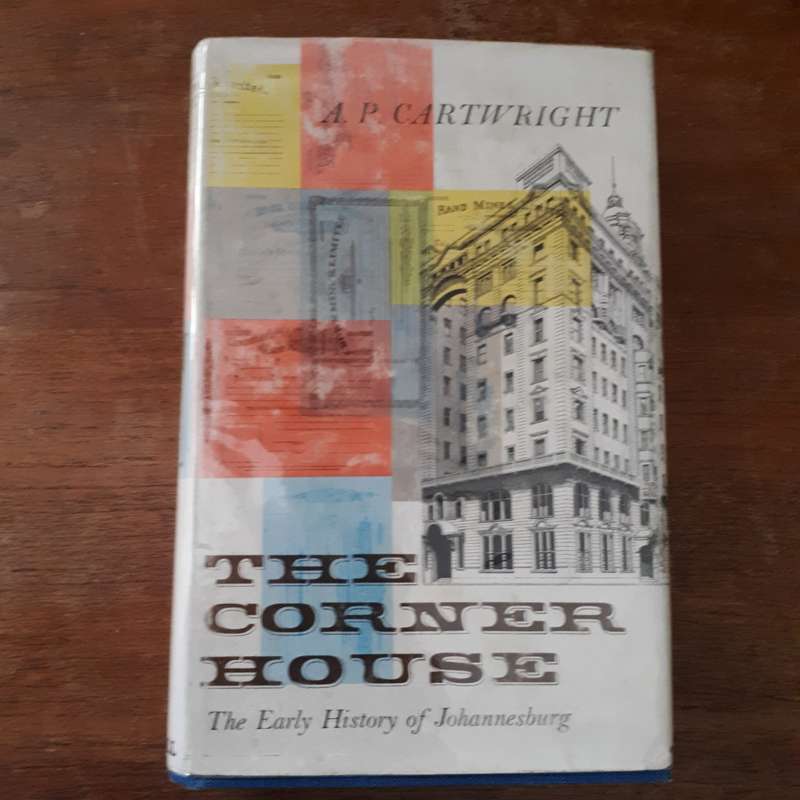 A. P. CARTWRIGHT
RAND MINES
THE
CORNER
HOUSE
The Early History of Johannesburg